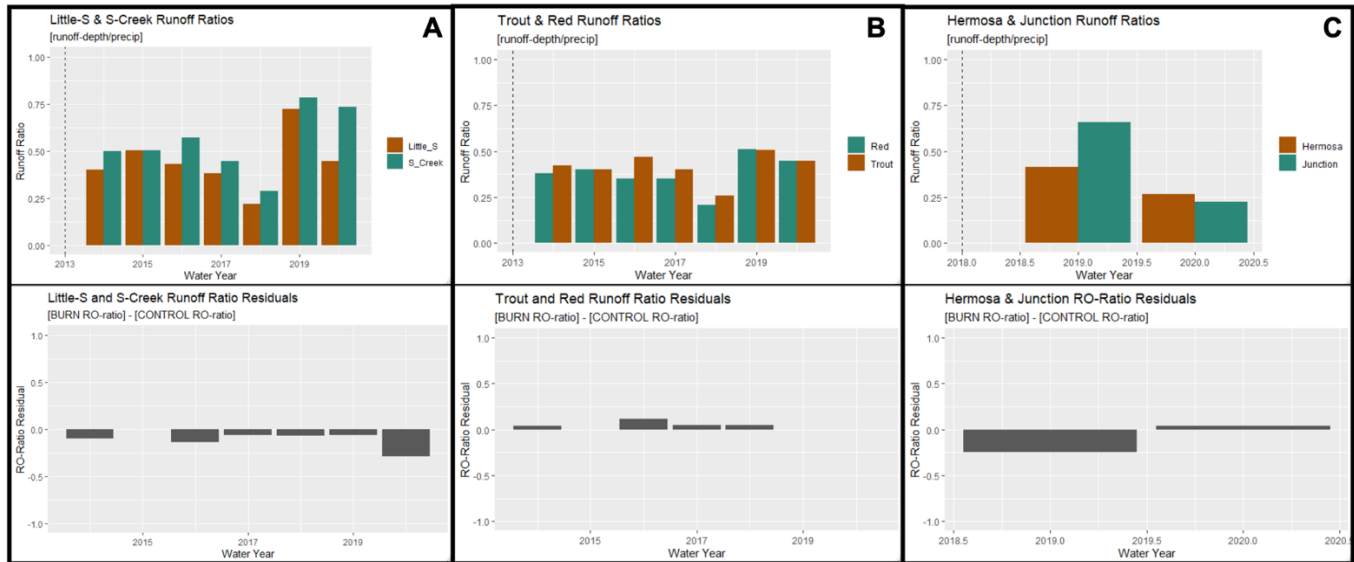 Little-S & S-Creek Runoff Ratios
A
[runoff-depth/precip]
1.00
0.75
0.50
0.25
0.00
Runoff Ratio
2013
2015
2017
2019
Water Year
Little_S
S_Creek
Trout & Red Runoff Ratios
B
[runoff-depth/precip]
1.00
0.75
0.50
0.25
0.00
Runoff Ratio
2013
2015
2017
2019
Water Year
Red
Trout
Hermosa & Junction Runoff Ratios
C
[runoff-depth/precip]
1.00
0.75
0.50
0.25
0.00
Runoff Ratio
2018.0
2018.5
2019.0
2019.5
2020.0
2020.5
Water Year
Hermosa
Junction
Little-S and S-Creek Runoff Ratio Residuals
[BURN RO-ratio] - [CONTROL RO-ratio]
1.0
0.5
0.0
-0.5
-1.0
RO-Ratio Residual
2015
2017
2019
Water Year
Trout and Red Runoff Ratio Residuals
[BURN RO-ratio] - [CONTROL RO-ratio]
1.0
0.5
0.0
-0.5
-1.0
RO-Ratio Residual
2015
2017
2019
Water Year
Hermosa & Junction RO-Ratio Residuals
[BURN RO-ratio] - [CONTROL RO-ratio]
1.0
0.5
0.0
-0.5
-1.0
RO-Ratio Residual
2018.5
2019.0
2019.5
2020.0
2020.5
Water Year